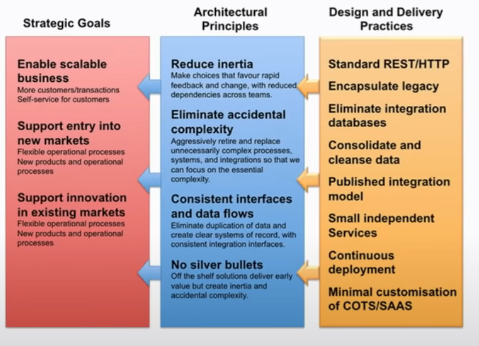 Strategic Goals
Architectural
Principles
Design and Delivery
Practices
Enable scalable
business
More customers/transactions
Self-service for customers
Support entry into
new markets
Flexible operational processes
New products and operational
processes
Support innovation
in existing markets
Flexible operational processes
New products and operational
processes
Reduce inertia
Make choices that favour rapid
feedback and change, with reduced
dependencies across teams.
Eliminate accidental
complexity
Aggressively retire and replace
unnecessarily complex processes,
systems, and integrations so that we
can focus on the essential
complexity.
Consistent interfaces
and data flows
Eliminate duplication of data and
create clear systems of record, with
consistent integration interfaces.
No silver bullets
Off the shelf solutions deliver early
value but create inertia and
accidental complexity.
Standard REST/HTTP
Encapsulate legacy
Eliminate integration
databases
Consolidate and
cleanse data
Published integration
model
Small independent
Services
Continuous
deployment
Minimal customisation
of COTS/SAAS